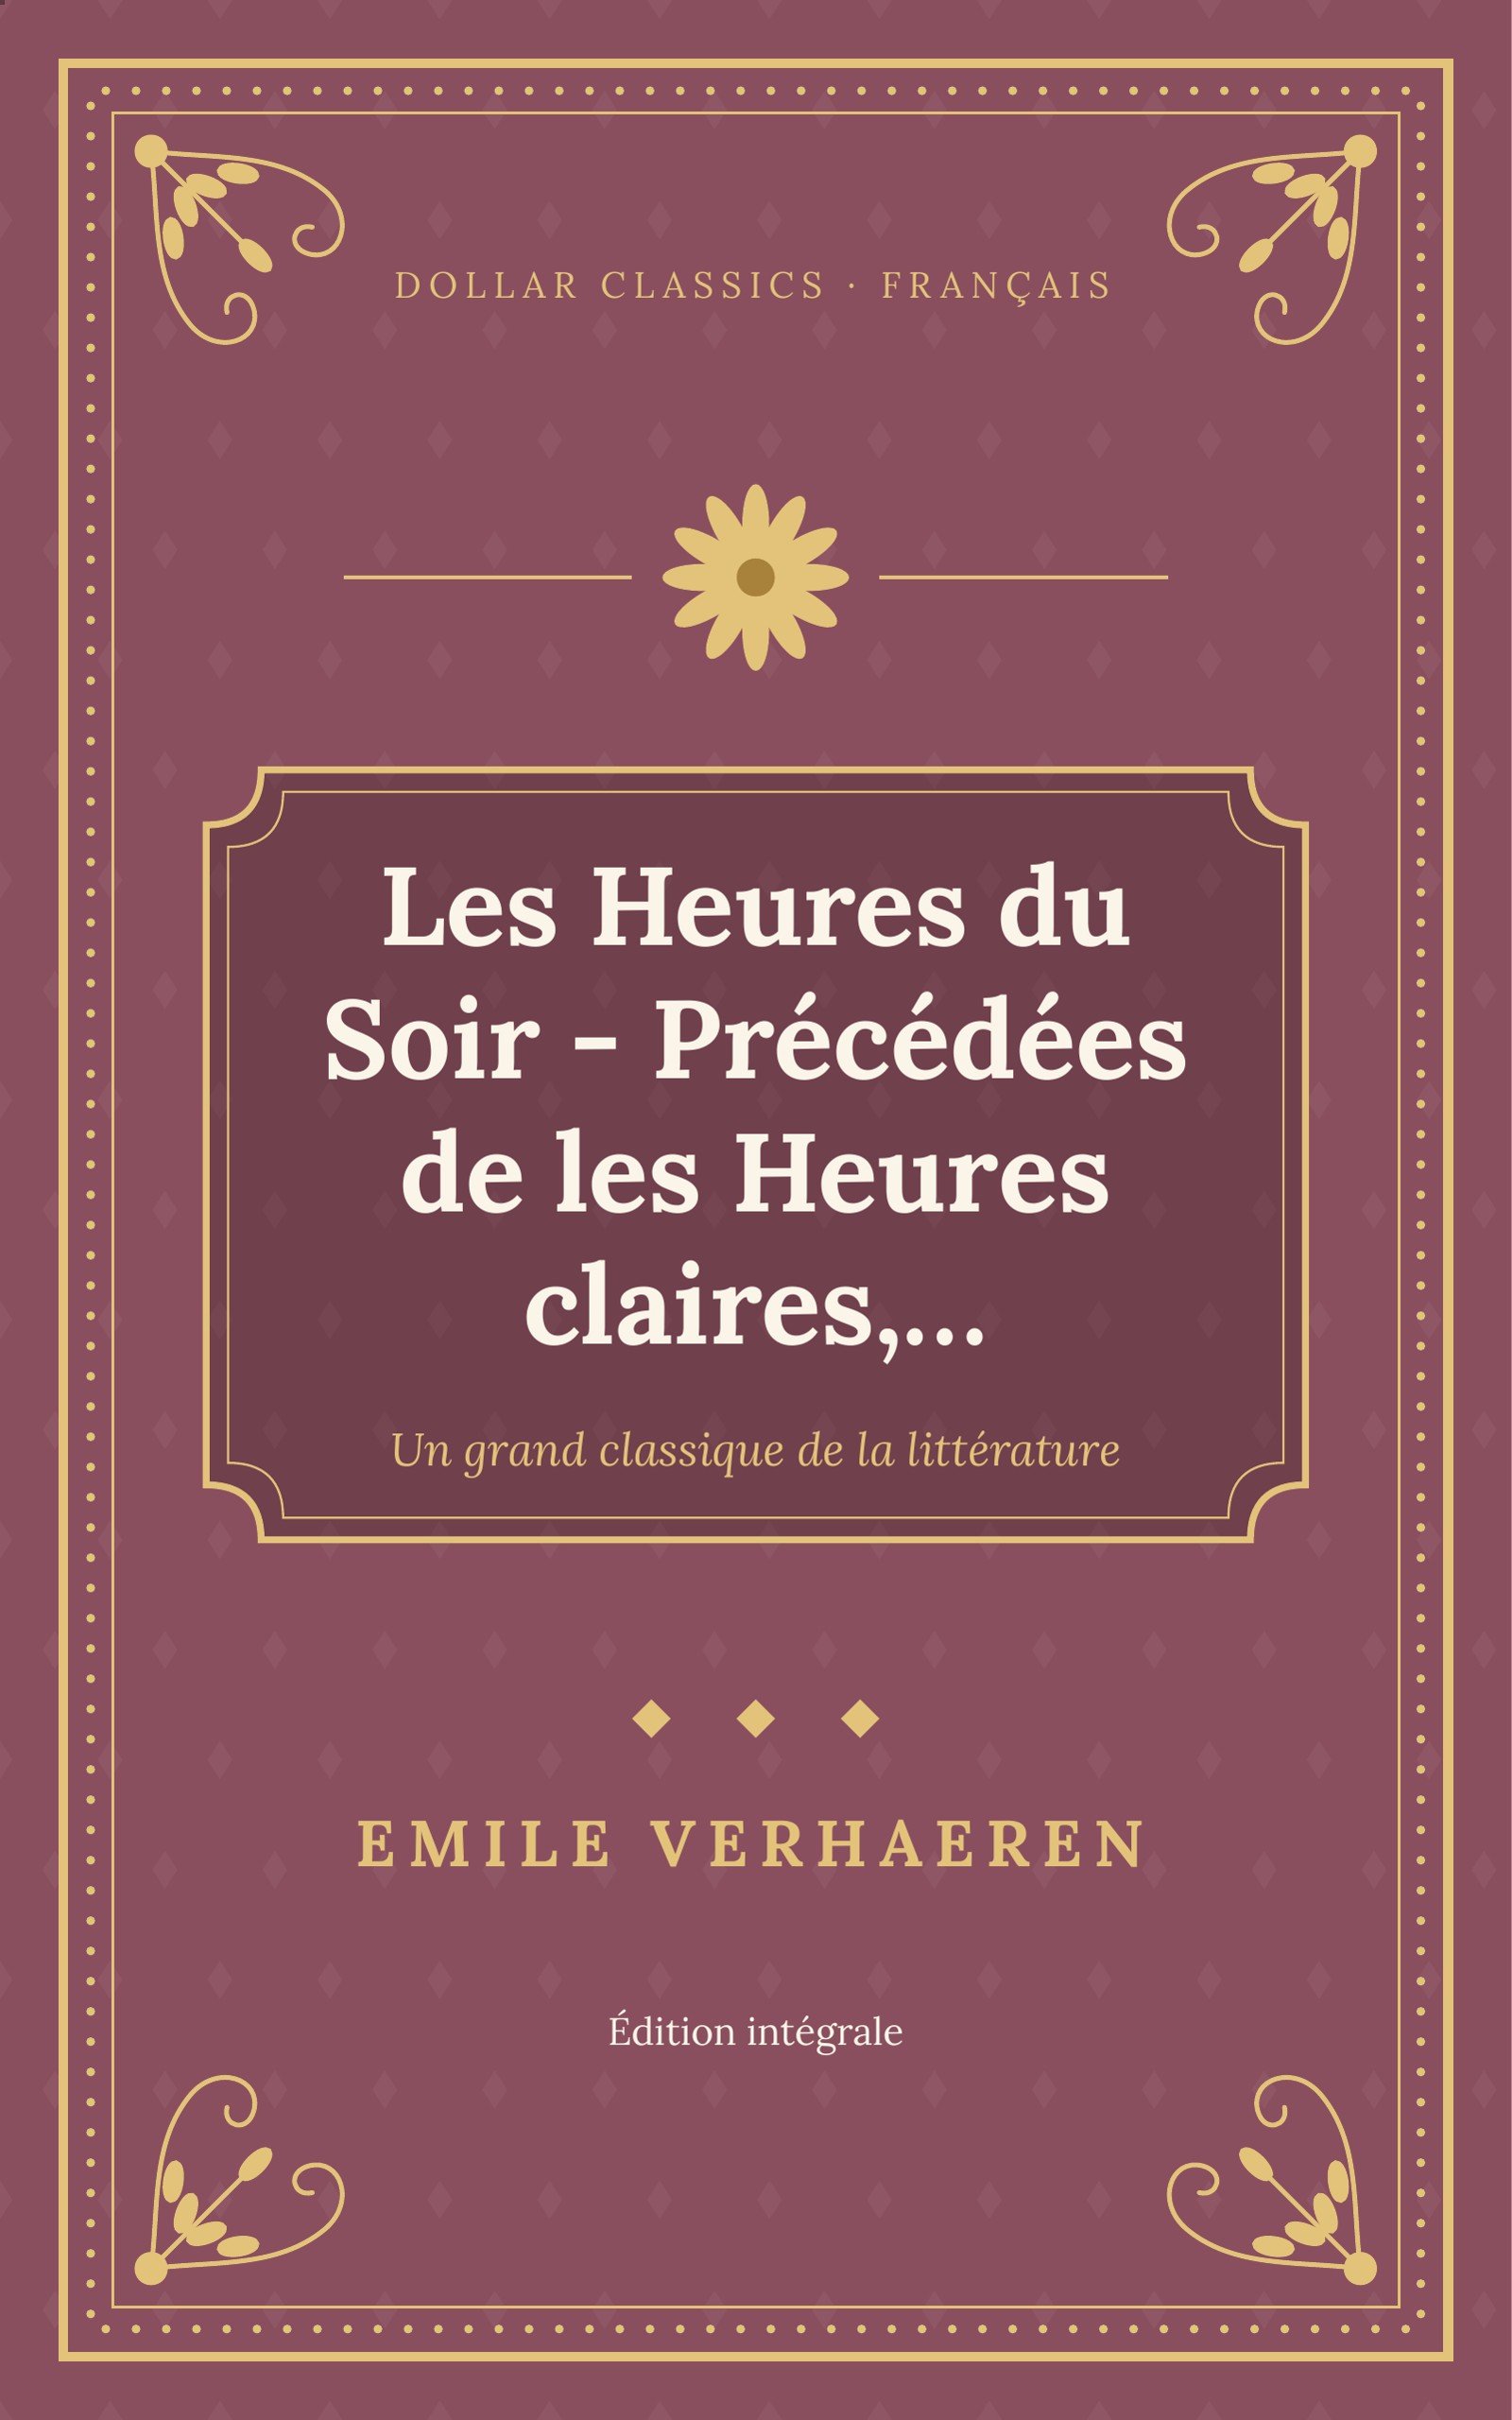 DOLLAR CLASSICS · FRANÇAIS
Les Heures du
Soir – Précédées
de les Heures
claires,...
Un grand classique de la littérature
EMILE VERHAEREN
Édition intégrale